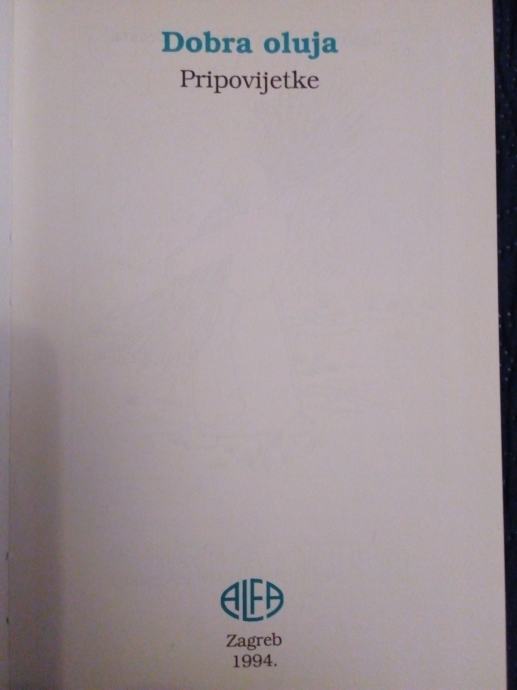 Dobra oluja
Pripovijetke
ALFA
Zagreb
1994.